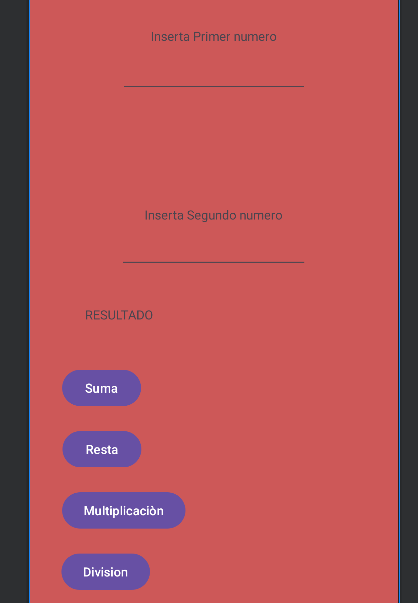 Inserta Primer numero
Inserta Segundo numero
RESULTADO
Suma
Resta
Multiplicaciòn
Division